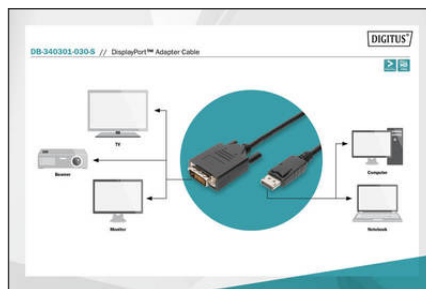 DIGITUS®
DB-340301-030-S // DisplayPort™ Adapter Cable
TV
Beamer
Monitor
Computer
Notebook